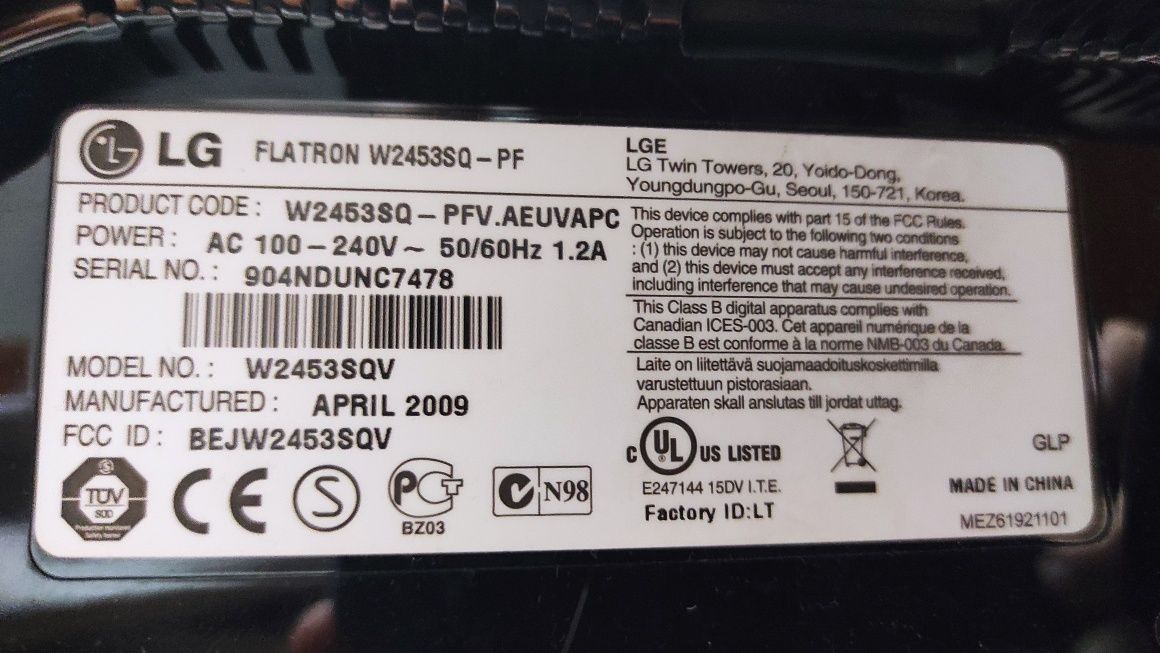 LG FLATRON W2453SQ-PF
PRODUCT CODE : W2453SQ-PFV.AEUVAPC
POWER : AC 100-240V~ 50/60Hz 1.2A
SERIAL NO. : 904NDUNC7478
MODEL NO. : W2453SQV
MANUFACTURED : APRIL 2009
FCC ID : BEJW2453SQV
TÜV
SÜD
Production monitored
Safety tested
CE
S
PCT
BZ03
N98
LGE
LG Twin Towers, 20, Yoido-Dong,
Youngdungpo-Gu, Seoul, 150-721, Korea.
This device complies with part 15 of the FCC Rules.
Operation is subject to the following two conditions
: (1) this device may not cause harmful interference,
and (2) this device must accept any interference received,
including interference that may cause undesired operation.
This Class B digital apparatus complies with
Canadian ICES-003. Cet appareil numérique de la
classe B est conforme à la norme NMB-003 du Canada.
Laite on liitettävä suojamaadoituskoskettimilla
varustettuun pistorasiaan.
Apparaten skall anslutas till jordat uttag.
C UL US LISTED
E247144 15DV I.T.E.
Factory ID:LT
GLP
MADE IN CHINA
MEZ61921101